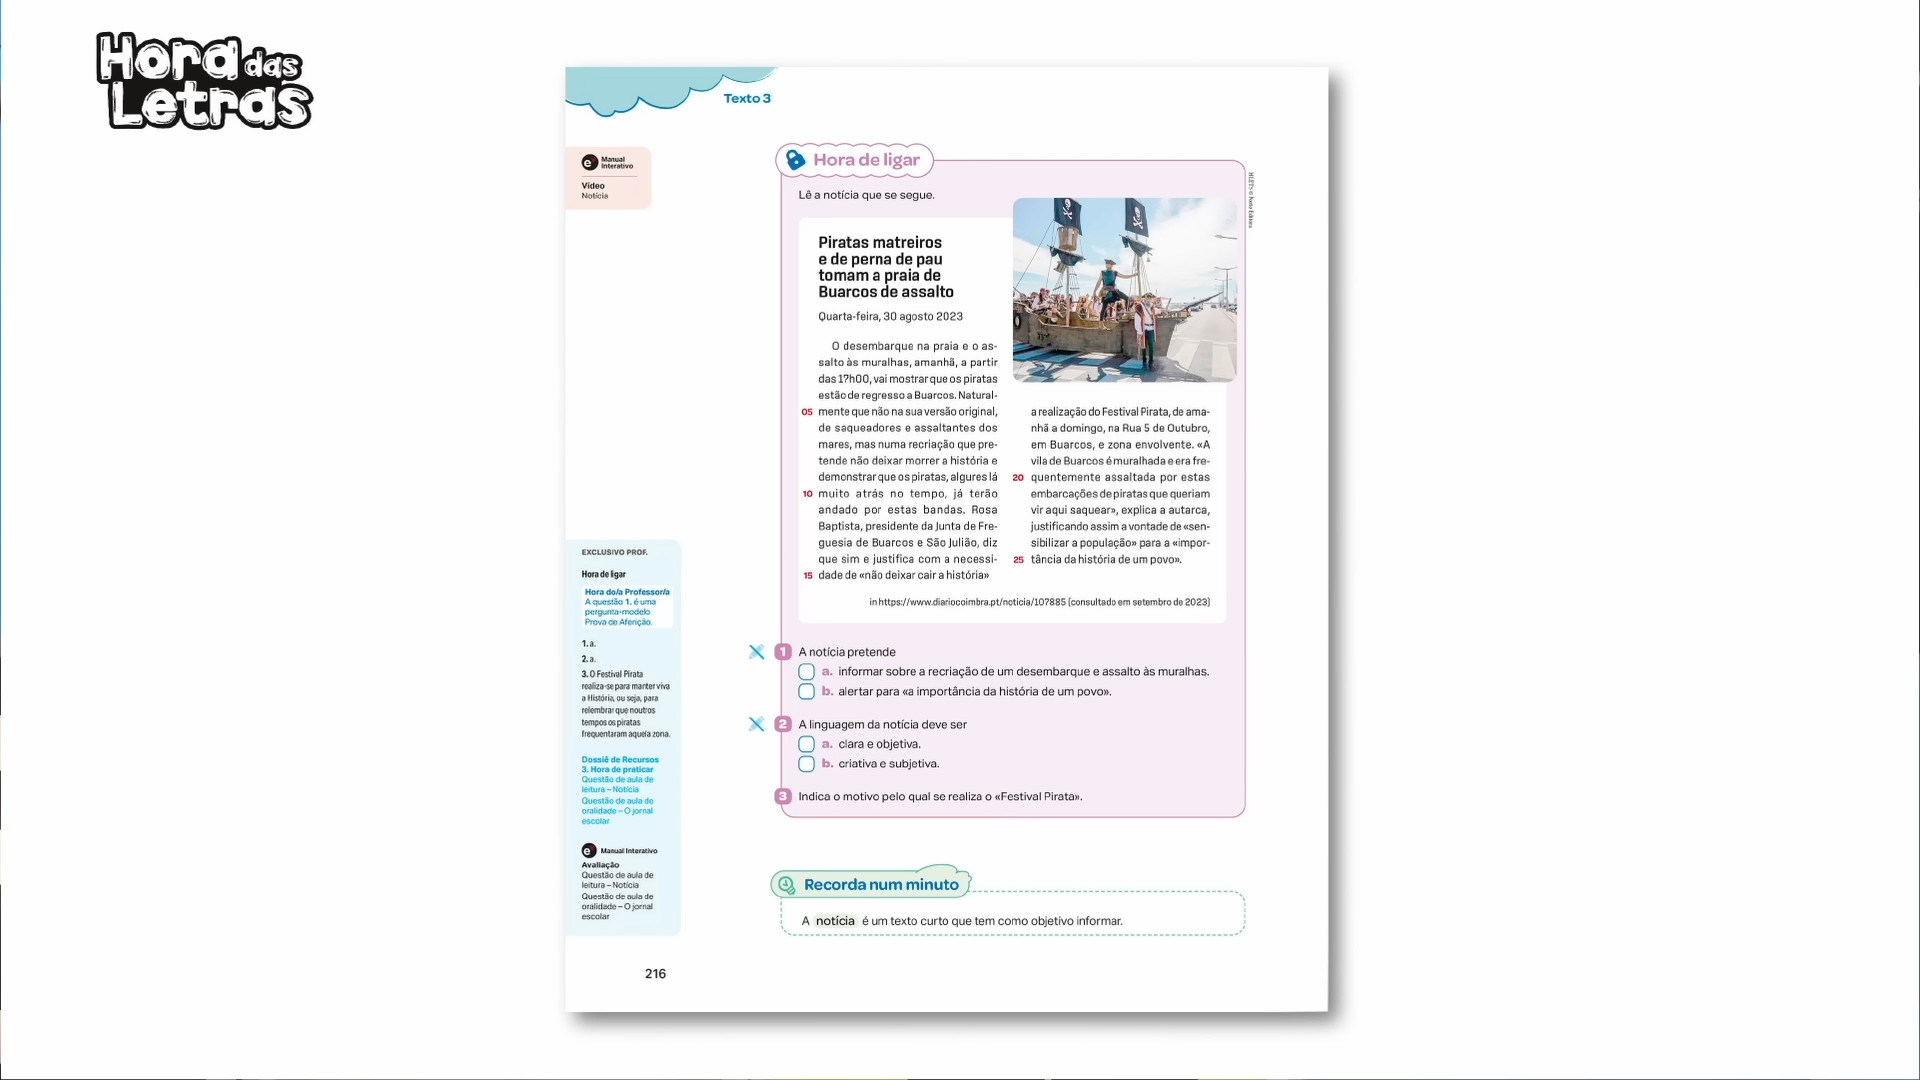 Hora das
Letras
Texto 3
e Manual
Interativo
Vídeo
Notícia
Hora de ligar
Lê a notícia que se segue.
Piratas matreiros
e de perna de pau
tomam a praia de
Buarcos de assalto
Quarta-feira, 30 agosto 2023
O desembarque na praia e o as-
salto às muralhas, amanhã, a partir
das 17h00, vai mostrar que os piratas
estão de regresso a Buarcos. Natural-
05 mente que não na sua versão original,
de saqueadores e assaltantes dos
mares, mas numa recriação que pre-
tende não deixar morrer a história e
demonstrar que os piratas, algures lá
10 muito atrás no tempo, já terão
andado por estas bandas. Rosa
Baptista, presidente da Junta de Fre-
guesia de Buarcos e São Julião, diz
que sim e justifica com a necessi-
15 dade de «não deixar cair a história»
a realização do Festival Pirata, de ama-
nhã a domingo, na Rua 5 de Outubro,
em Buarcos, e zona envolvente. «A
vila de Buarcos é muralhada e era fre-
20 quentemente assaltada por estas
embarcações de piratas que queriam
vir aqui saquear», explica a autarca,
justificando assim a vontade de «sen-
sibilizar a população» para a «impor-
25 tância da história de um povo».
in https://www.diariocoimbra.pt/noticia/107885 (consultado em setembro de 2023)
HLET5 © Porto Editora
1 A notícia pretende
a. informar sobre a recriação de um desembarque e assalto às muralhas.
b. alertar para «a importância da história de um povo».
2 A linguagem da notícia deve ser
a. clara e objetiva.
b. criativa e subjetiva.
3 Indica o motivo pelo qual se realiza o «Festival Pirata».
Recorda num minuto
A notícia é um texto curto que tem como objetivo informar.
EXCLUSIVO PROF.
Hora de ligar
Hora do/a Professor/a
A questão 1. é uma
pergunta-modelo
Prova de Aferição.
1. a.
2. a.
3. O Festival Pirata
realiza-se para manter viva
a História, ou seja, para
relembrar que noutros
tempos os piratas
frequentaram aquela zona.
Dossiê de Recursos
3. Hora de praticar
Questão de aula de
leitura – Notícia
Questão de aula de
oralidade – O jornal
escolar
e Manual Interativo
Avaliação
Questão de aula de
leitura – Notícia
Questão de aula de
oralidade – O jornal
escolar
216